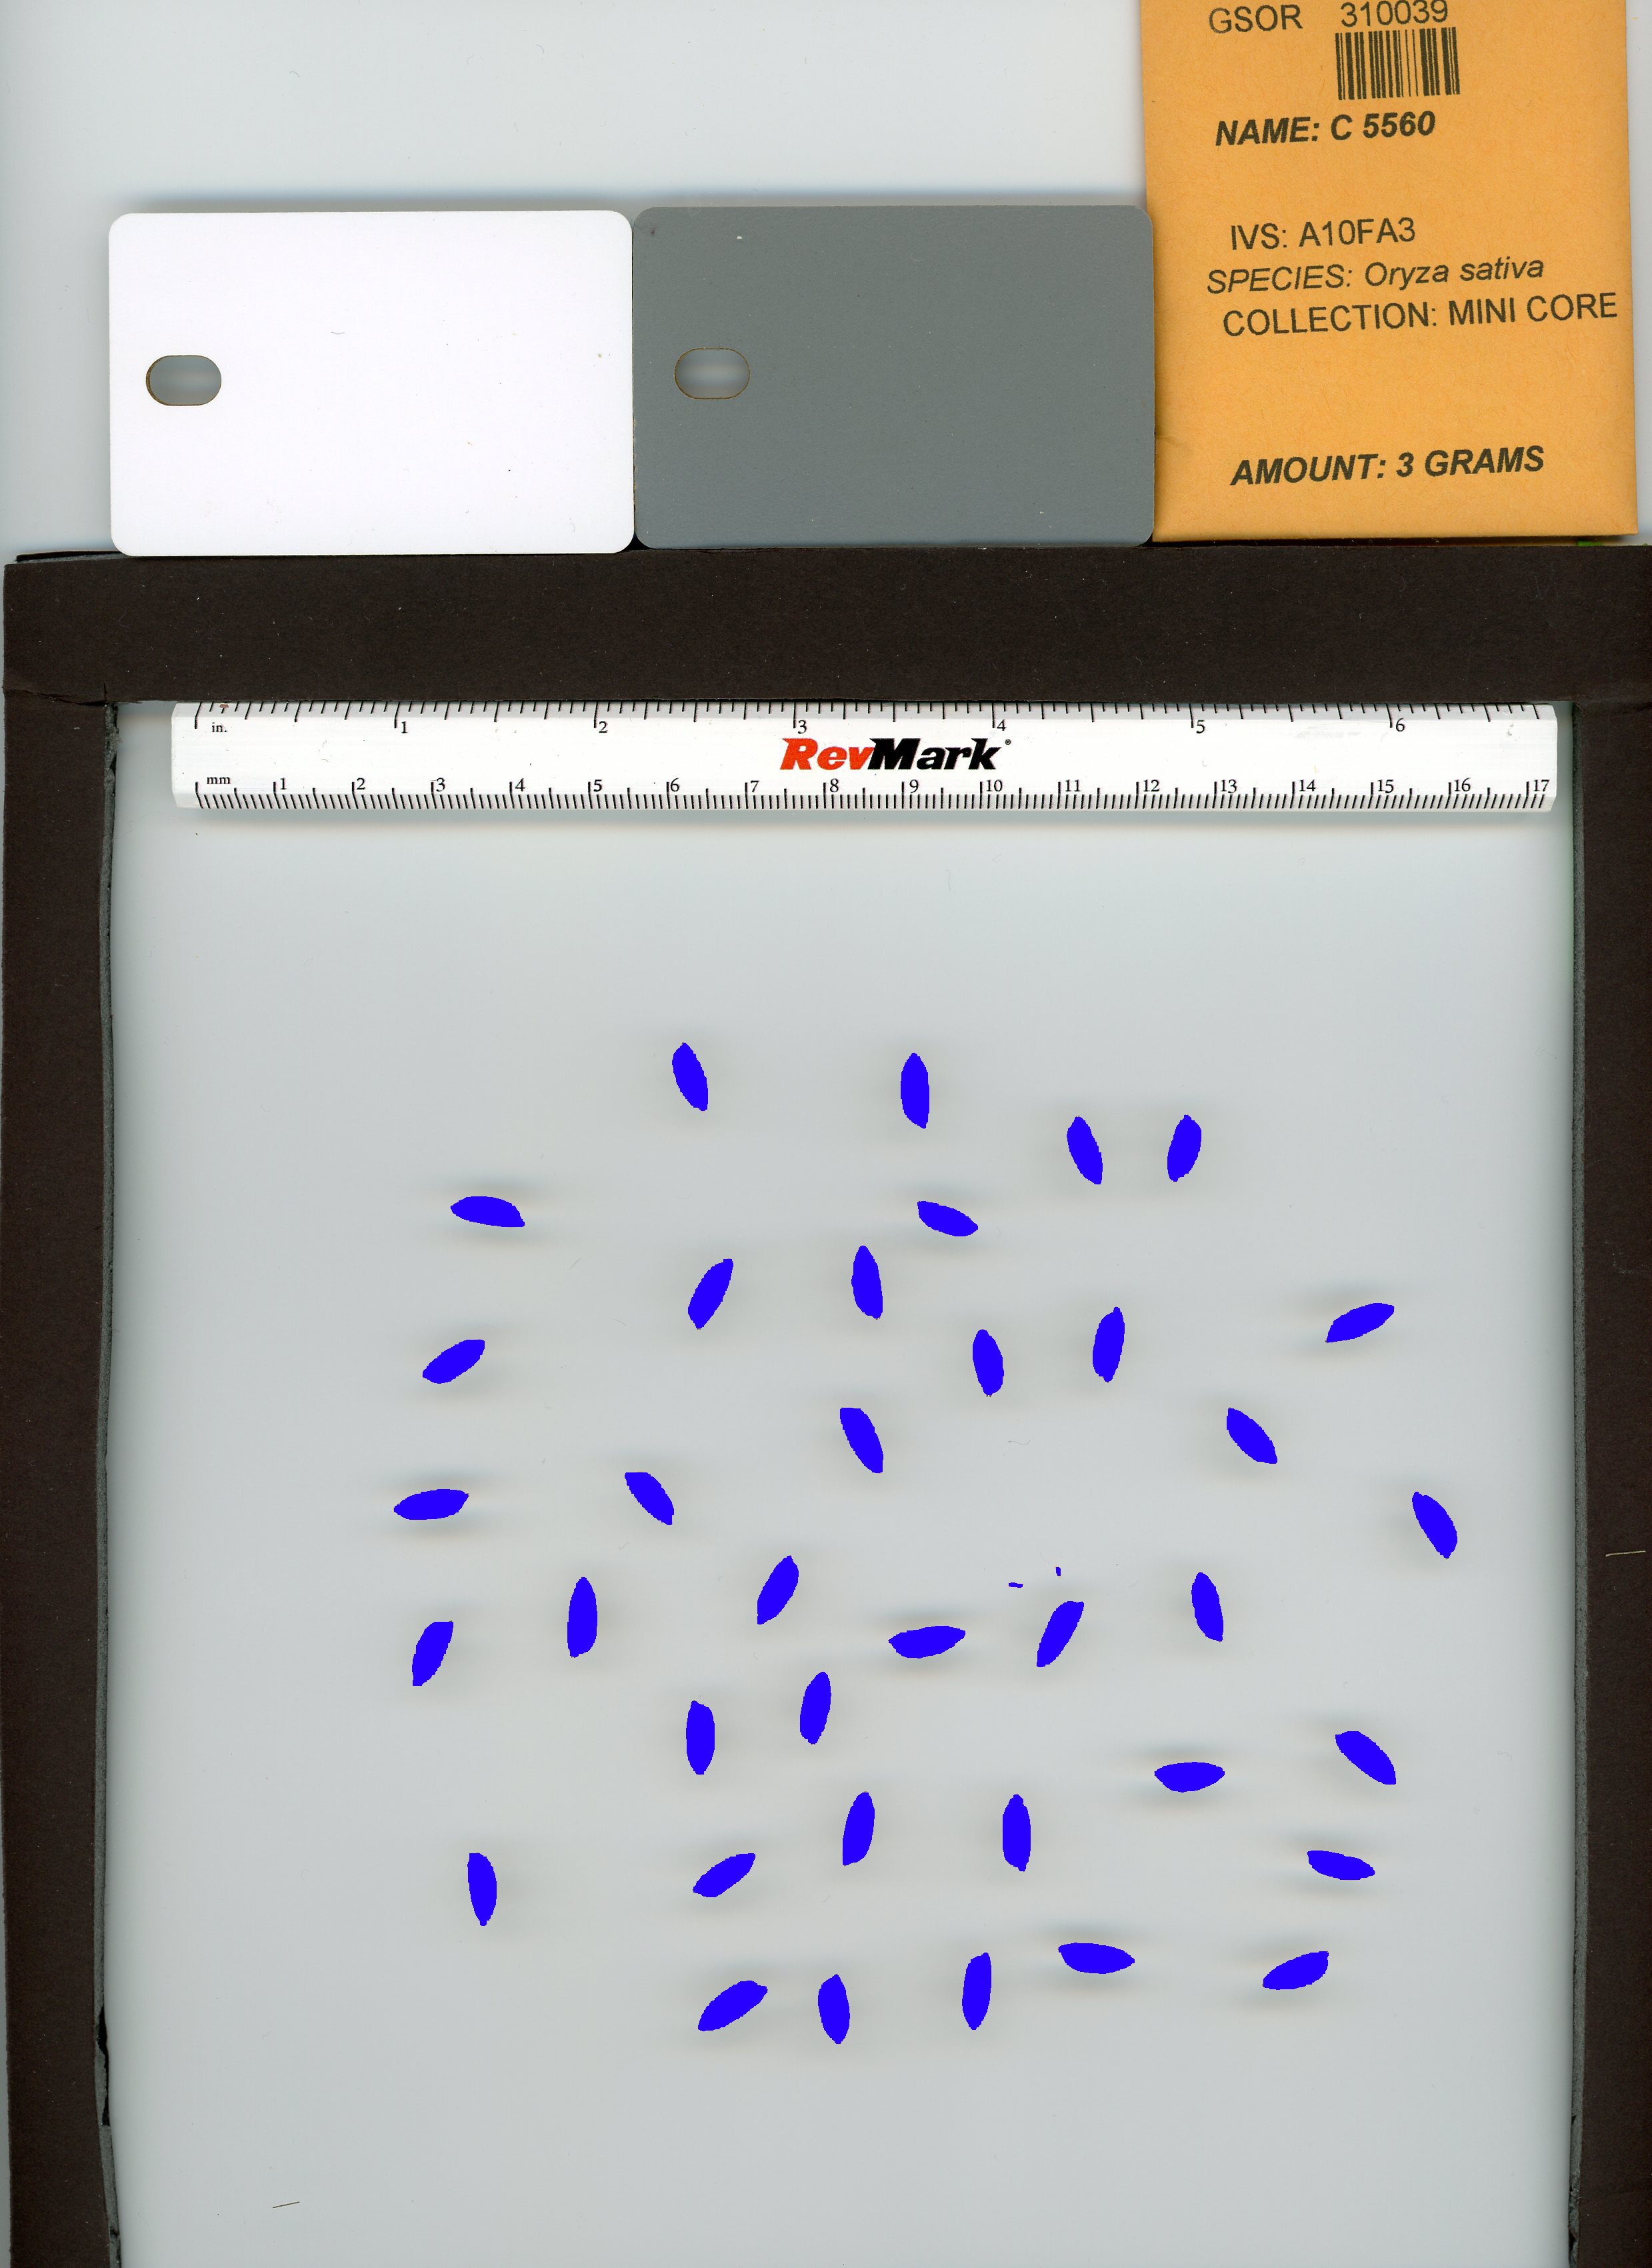 GSOR 310039
NAME: C 5560
IVS: A10FA3
SPECIES: Oryza sativa
COLLECTION: MINI CORE
AMOUNT: 3 GRAMS
in. 1 2 3 4 5 6
RevMark
mm 1 2 3 4 5 6 7 8 9 10 11 12 13 14 15 16 17